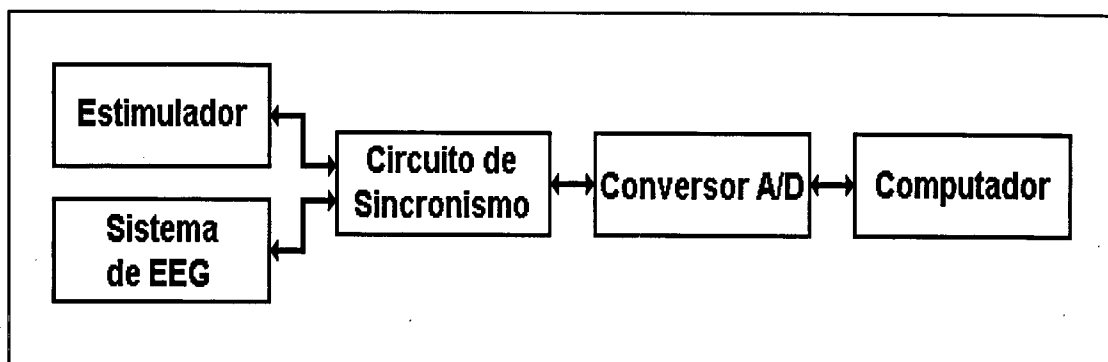 Estimulador
Sistema
de EEG
Circuito de
Sincronismo
Conversor A/D
Computador